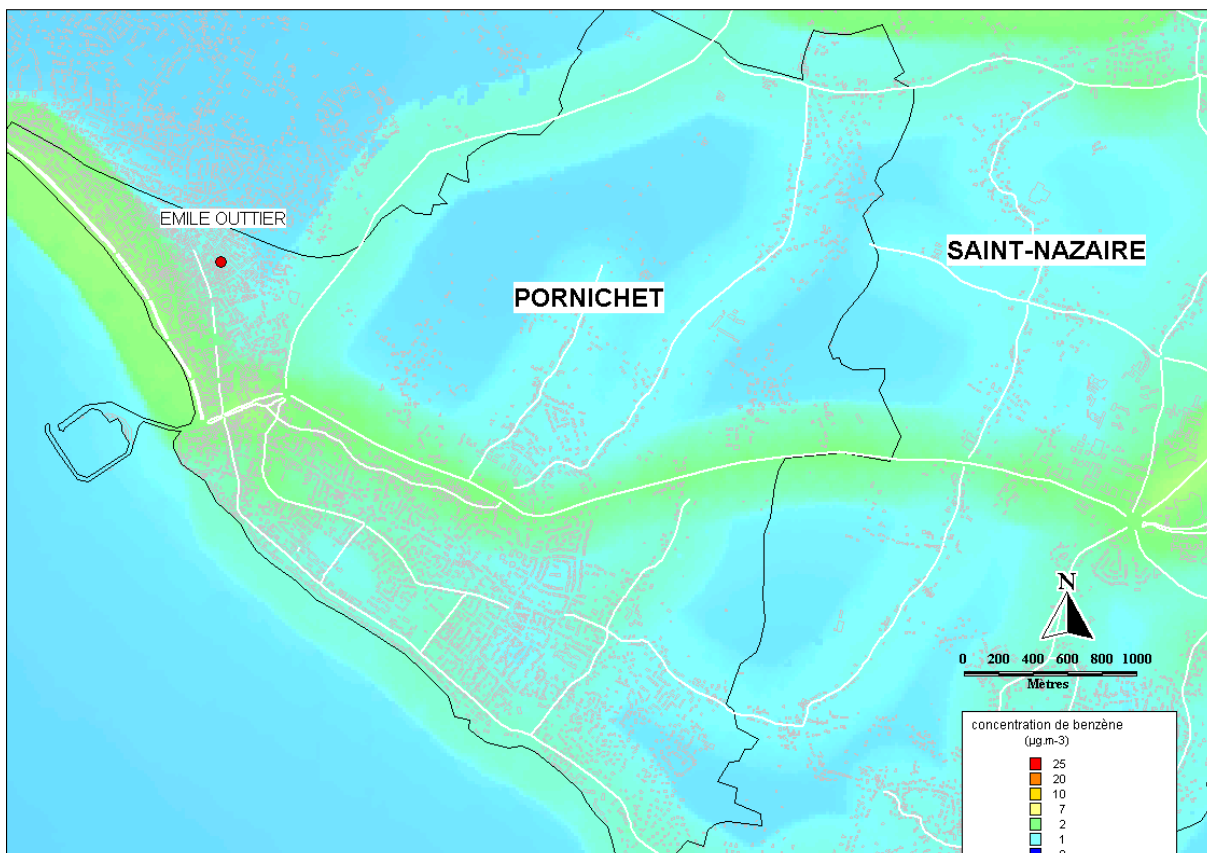 EMILE OUTTIER
SAINT-NAZAIRE
PORNICHET
N
0 200 400 600 800 1000
Mètres
concentration de benzène
(µg.m-3)
25
20
10
7
2
1
0